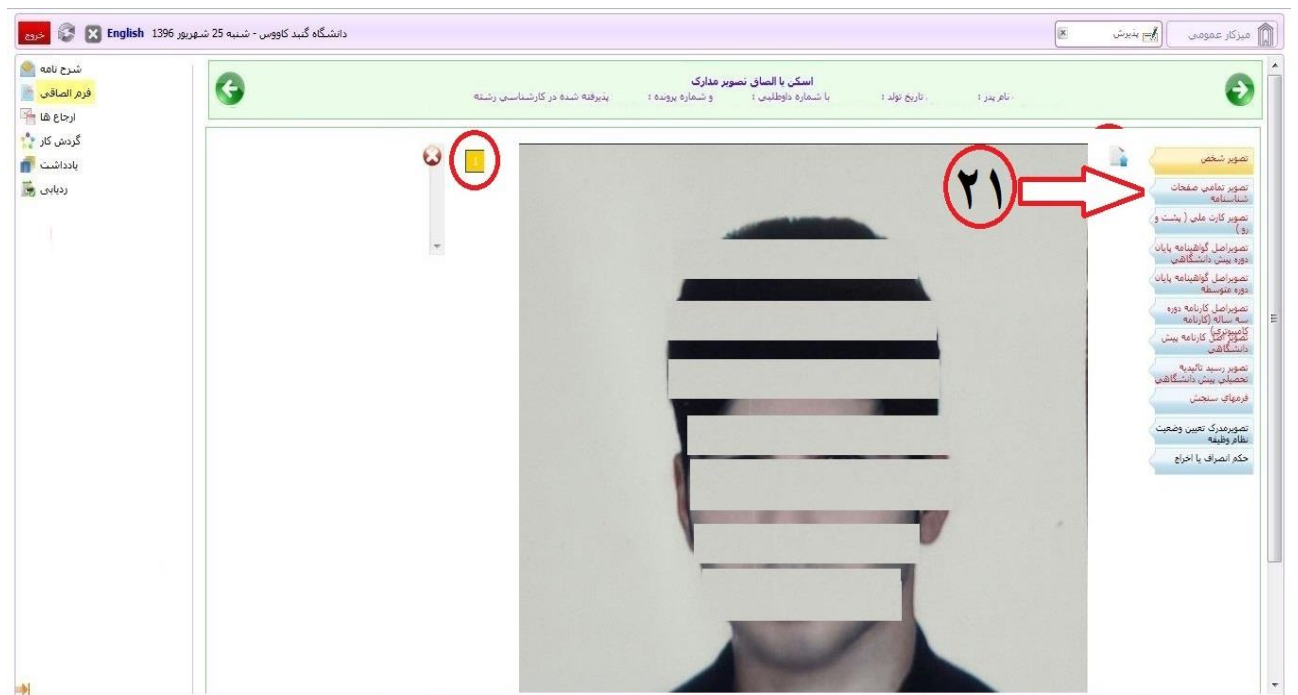 میزکار عمومی
پذیرش
دانشگاه گنبد کاووس - شنبه 25 شهریور 1396 English
خروج
شرح نامه
فرم الصاقی
ارجاع ها
گردش کار
یادداشت
ردیابی
اسکن یا الصاق تصویر مدارک
نام پدر : . تاریخ تولد : با شماره داوطلبی : و شماره پرونده : پذیرفته شده در کارشناسی رشته
1
۲۱
تصویر شخص
تصویر تمامی صفحات
شناسنامه
تصویر کارت ملی ( پشت و
رو )
تصویراصل گواهینامه پایان
دوره پیش دانشگاهی
تصویراصل گواهینامه پایان
دوره متوسطه
تصویراصل کارنامه دوره
سه ساله (کارنامه
کامپیوتری)
تصویر اصل کارنامه پیش
دانشگاهی
تصویر رسید تائیدیه
تحصیلی پیش دانشگاهی
فرمهای سنجش
تصویرمدرک تعیین وضعیت
نظام وظیفه
حکم انصراف یا اخراج